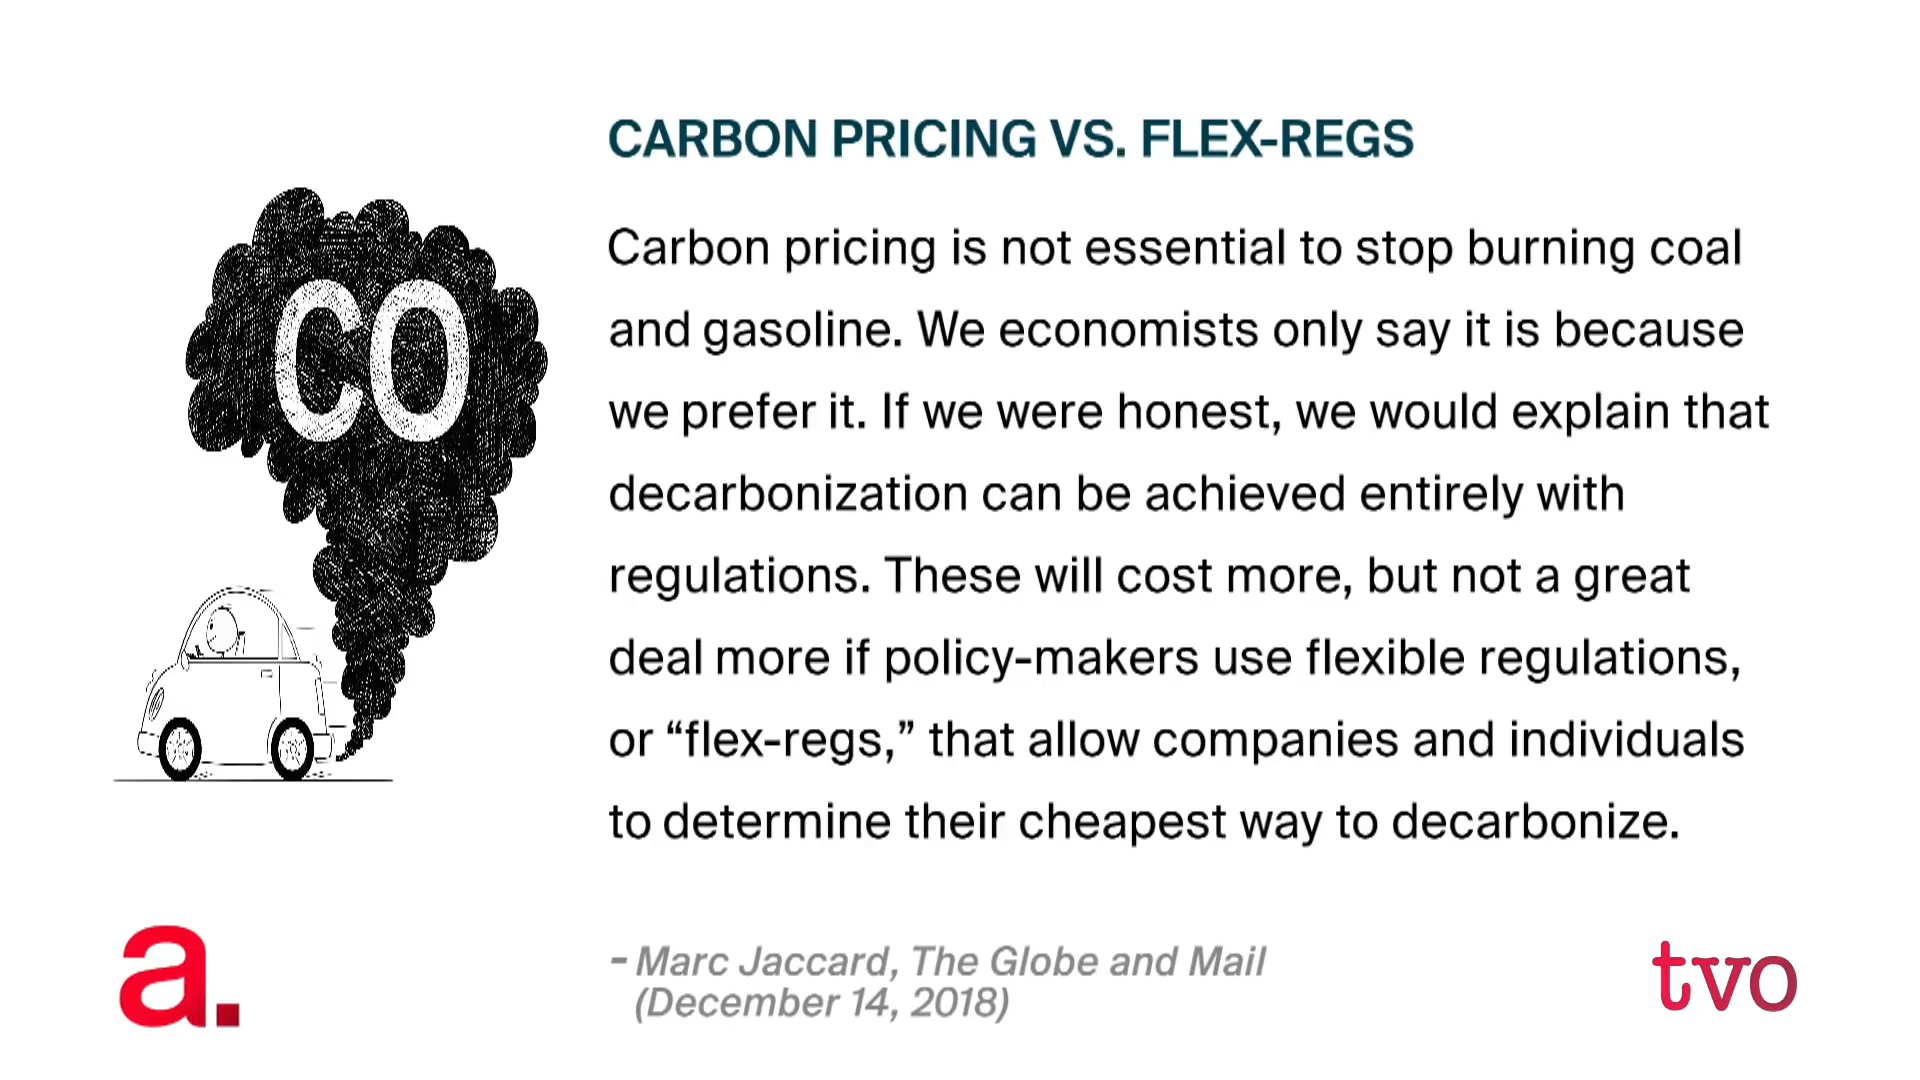 CARBON PRICING VS. FLEX-REGS
CO
Carbon pricing is not essential to stop burning coal
and gasoline. We economists only say it is because
we prefer it. If we were honest, we would explain that
decarbonization can be achieved entirely with
regulations. These will cost more, but not a great
deal more if policy-makers use flexible regulations,
or “flex-regs,” that allow companies and individuals
to determine their cheapest way to decarbonize.
- Marc Jaccard, The Globe and Mail
(December 14, 2018)
a.
tvo